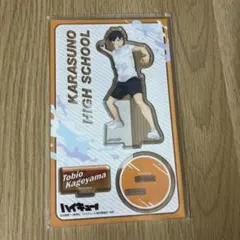 KARASUNO
HIGH SCHOOL
Tobio
Kageyama
ハイキュー!!